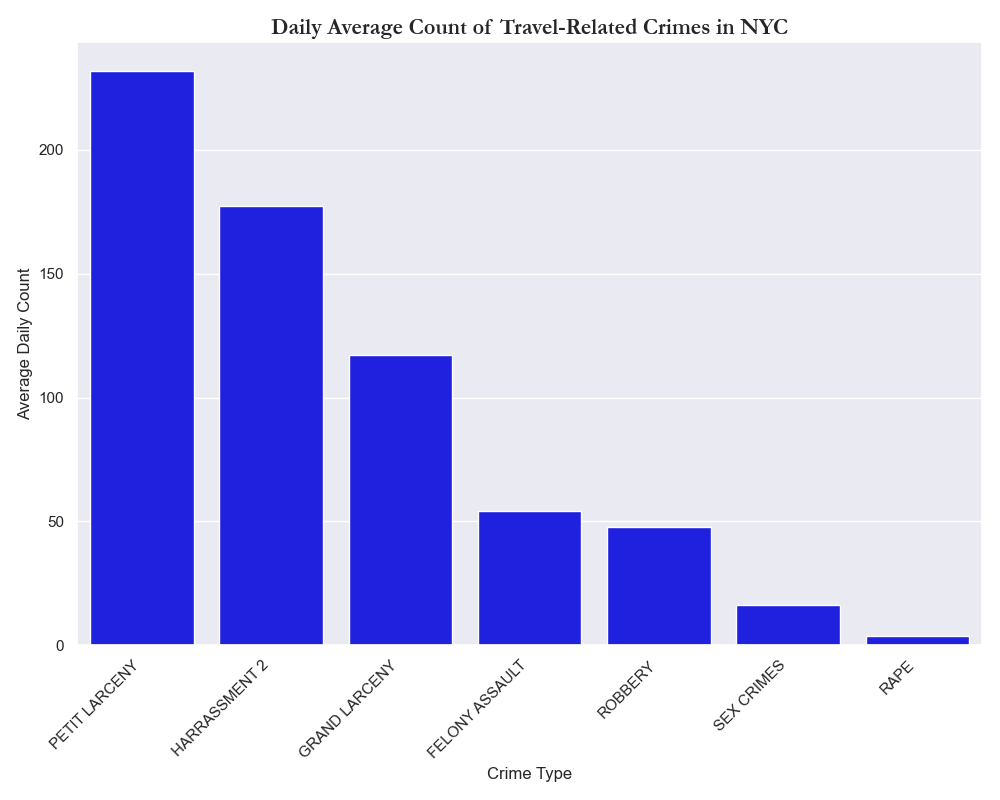 Daily Average Count of Travel-Related Crimes in NYC
Average Daily Count
200
150
100
50
0
PETIT LARCENY
HARRASSMENT 2
GRAND LARCENY
FELONY ASSAULT
ROBBERY
SEX CRIMES
RAPE
Crime Type